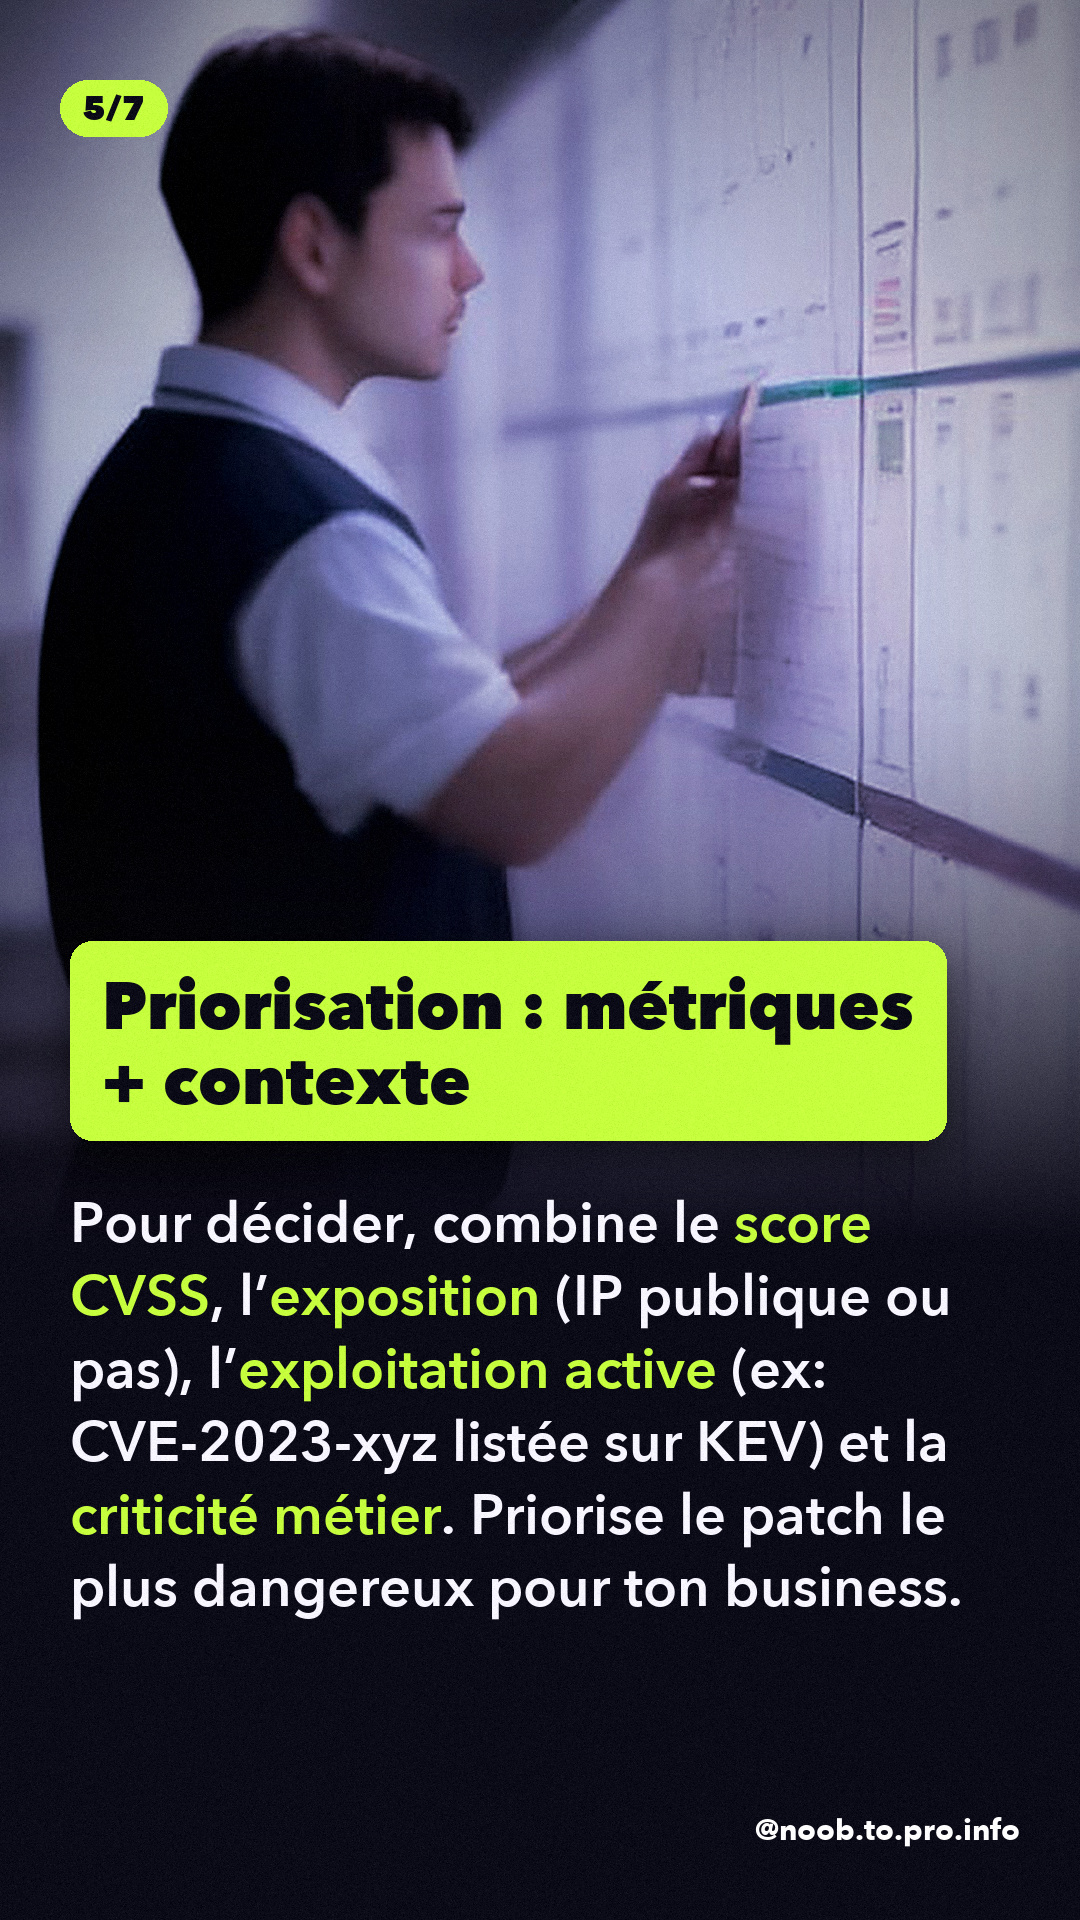 5/7
Priorisation : métriques
+ contexte
Pour décider, combine le score
CVSS, l’exposition (IP publique ou
pas), l’exploitation active (ex:
CVE-2023-xyz listée sur KEV) et la
criticité métier. Priorise le patch le
plus dangereux pour ton business.
@noob.to.pro.info